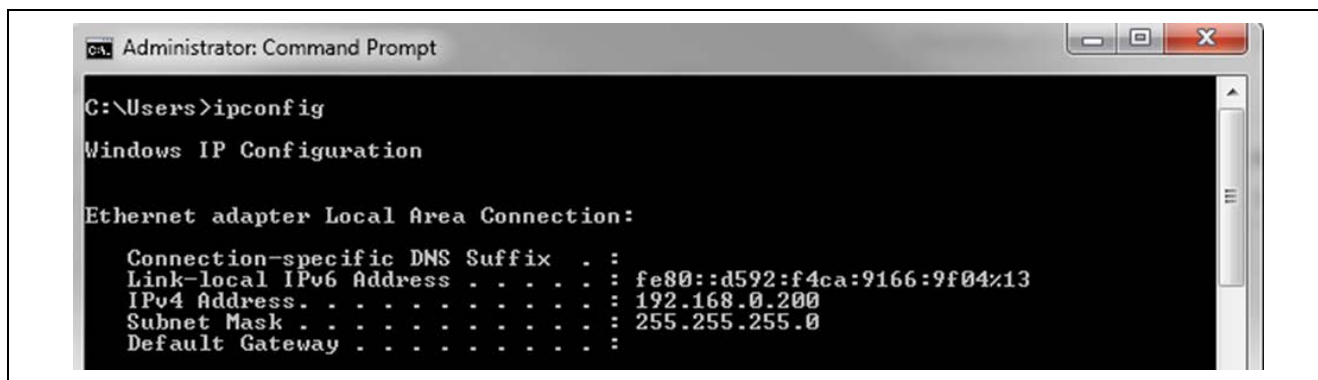 Administrator: Command Prompt
C:\Users>ipconfig
Windows IP Configuration
Ethernet adapter Local Area Connection:
Connection-specific DNS Suffix . :
Link-local IPv6 Address . . . . . : fe80::d592:f4ca:9166:9f04%13
IPv4 Address. . . . . . . . . . . : 192.168.0.200
Subnet Mask . . . . . . . . . . . : 255.255.255.0
Default Gateway . . . . . . . . . :